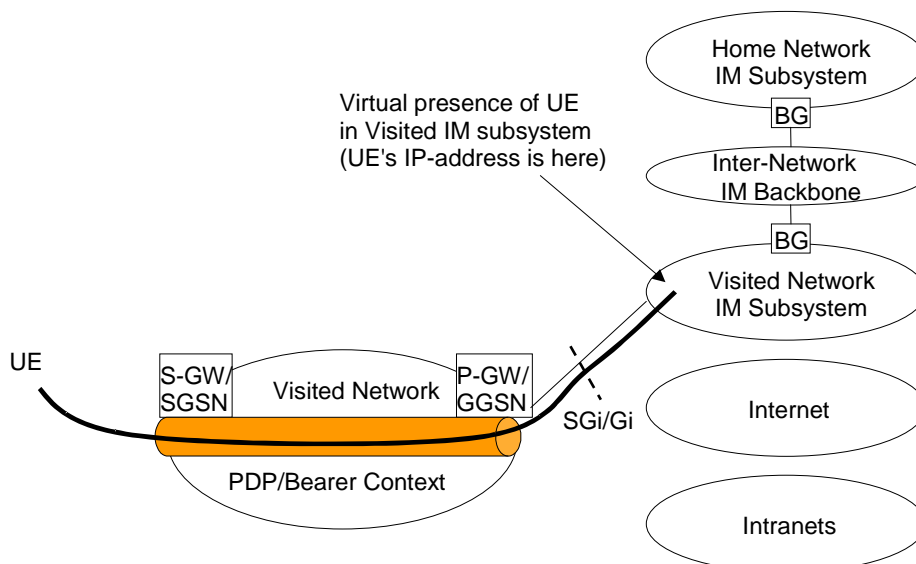 Home Network
IM Subsystem
BG
Virtual presence of UE
in Visited IM subsystem
(UE's IP-address is here)
Inter-Network
IM Backbone
BG
Visited Network
IM Subsystem
UE
S-GW/
SGSN
Visited Network
P-GW/
GGSN
SGi/Gi
Internet
PDP/Bearer Context
Intranets